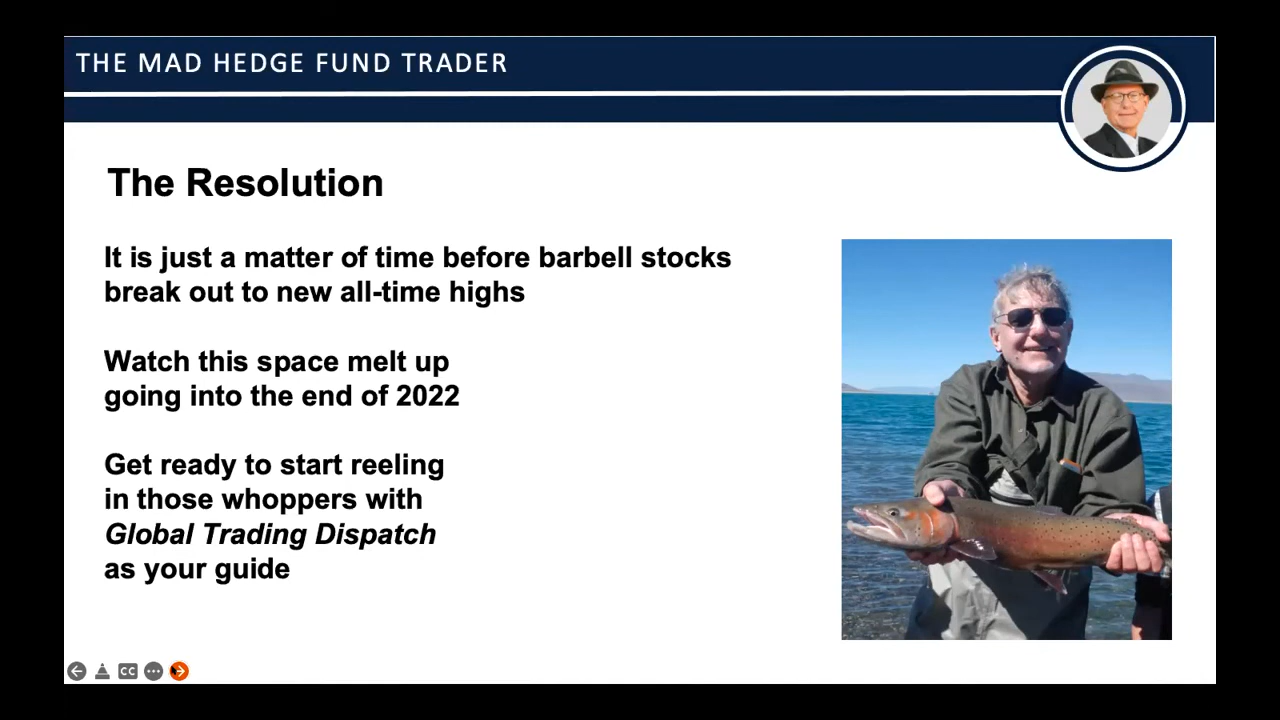 THE MAD HEDGE FUND TRADER
The Resolution
It is just a matter of time before barbell stocks
break out to new all-time highs
Watch this space melt up
going into the end of 2022
Get ready to start reeling
in those whoppers with
Global Trading Dispatch
as your guide
CC